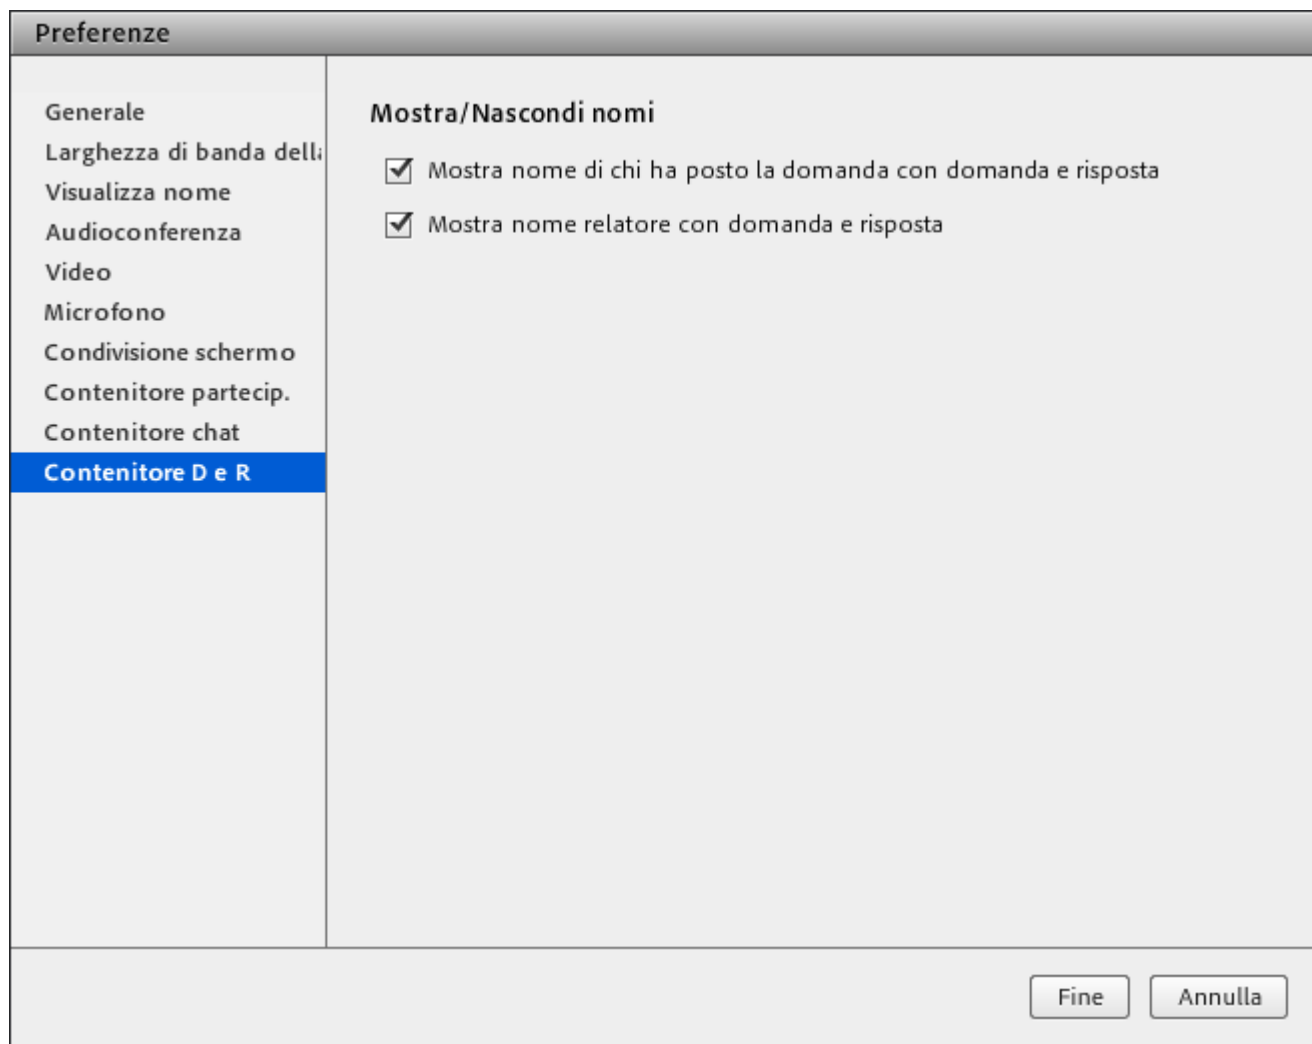 Preferenze
Generale
Larghezza di banda
Visualizza nome
Audioconferenza
Video
Microfono
Condivisione schermo
Contenitore partecip.
Contenitore chat
Contenitore D e R
Mostra/Nascondi nomi
Mostra nome di chi ha posto la domanda con domanda e risposta
Mostra nome relatore con domanda e risposta
Fine
Annulla